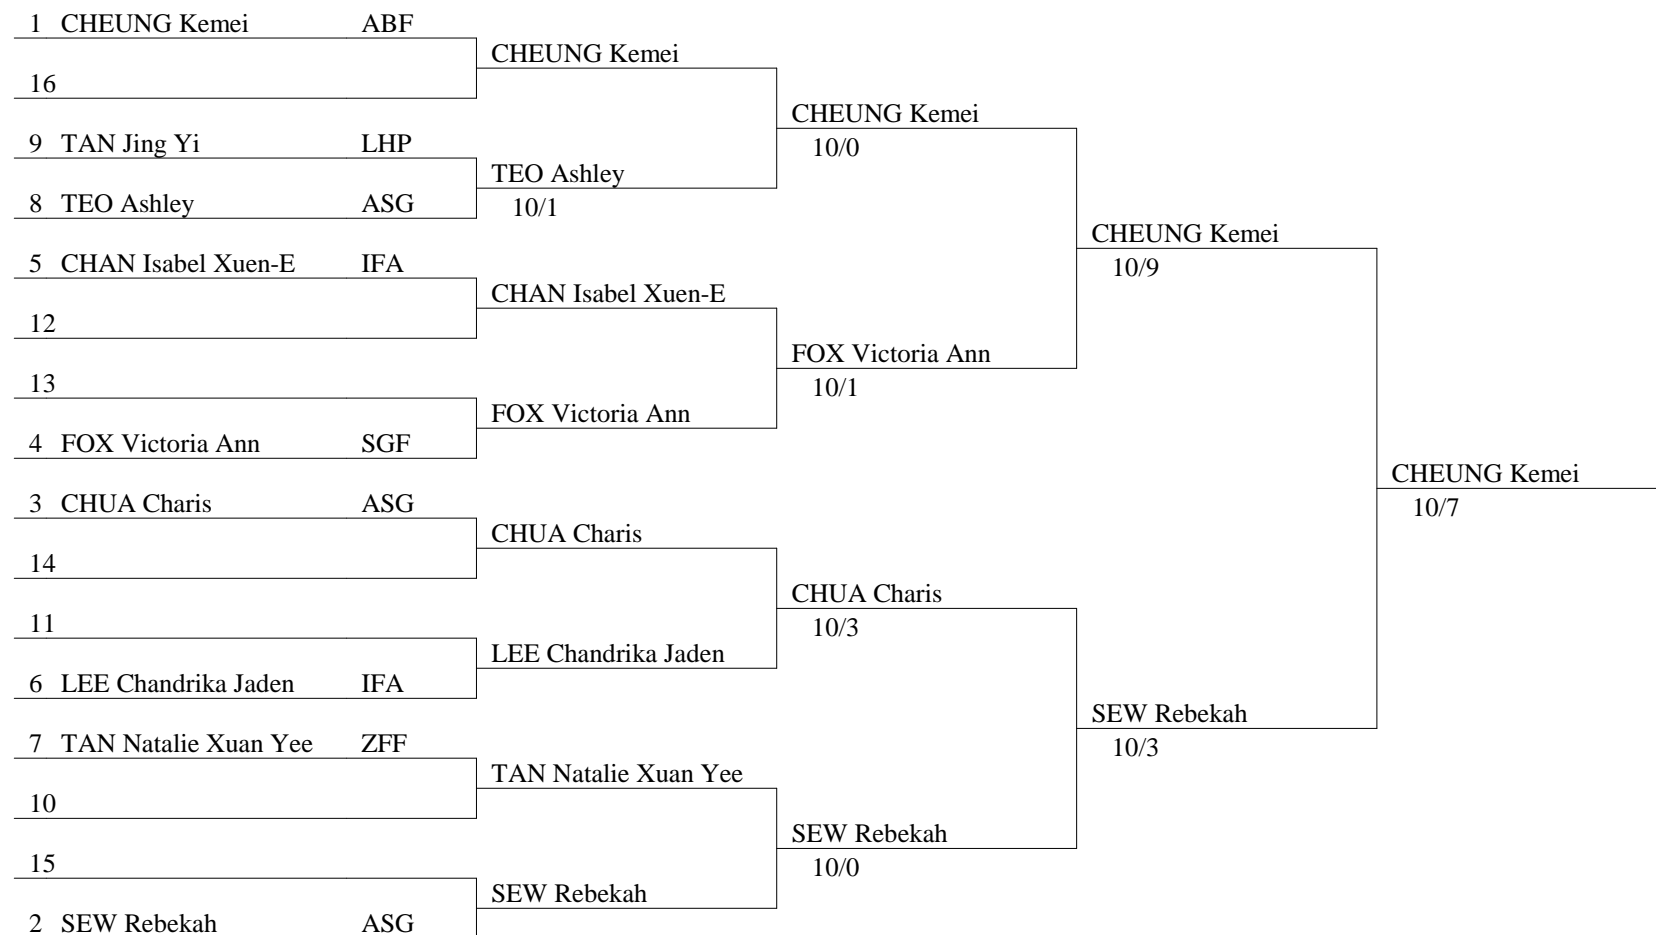 1 CHEUNG Kemei ABF
CHEUNG Kemei
16
CHEUNG Kemei
10/0
9 TAN Jing Yi LHP
TEO Ashley
10/1
8 TEO Ashley ASG
CHEUNG Kemei
10/9
5 CHAN Isabel Xuen-E IFA
CHAN Isabel Xuen-E
12
FOX Victoria Ann
10/1
13
FOX Victoria Ann
4 FOX Victoria Ann SGF
CHEUNG Kemei
10/7
3 CHUA Charis ASG
CHUA Charis
14
CHUA Charis
10/3
11
LEE Chandrika Jaden
6 LEE Chandrika Jaden IFA
SEW Rebekah
10/3
7 TAN Natalie Xuan Yee ZFF
TAN Natalie Xuan Yee
10
SEW Rebekah
10/0
15
SEW Rebekah
2 SEW Rebekah ASG